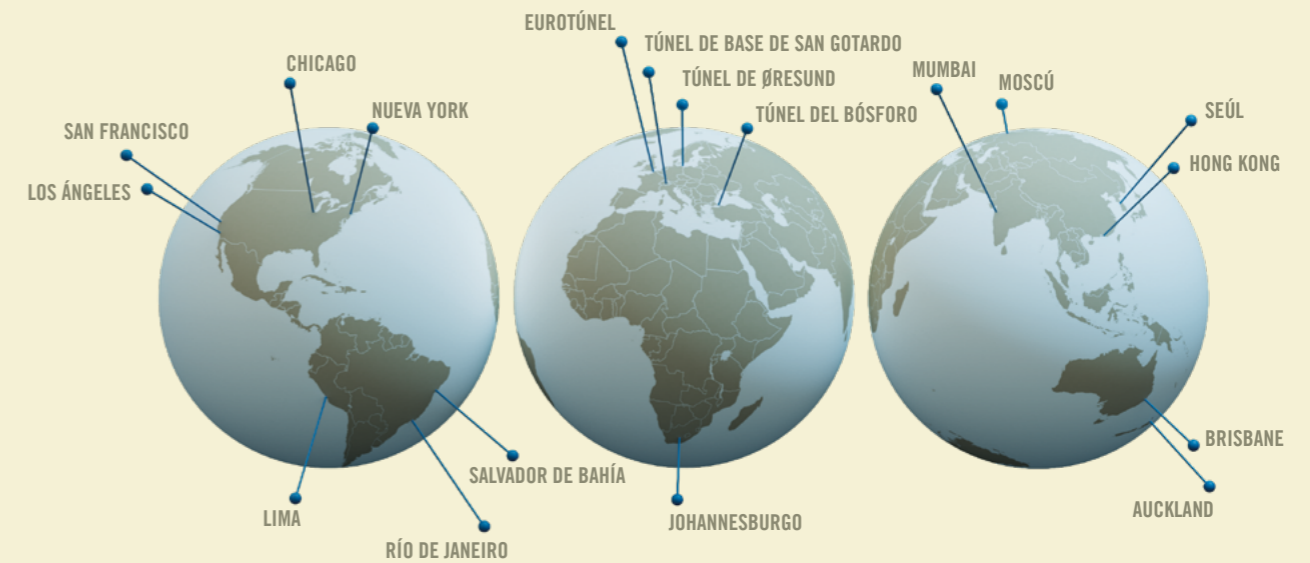 EUROTÚNEL
TÚNEL DE BASE DE SAN GOTARDO
CHICAGO
MUMBAI
TÚNEL DE ØRESUND
MOSCÚ
NUEVA YORK
SEÚL
TÚNEL DEL BÓSFORO
SAN FRANCISCO
HONG KONG
LOS ÁNGELES
BRISBANE
SALVADOR DE BAHÍA
AUCKLAND
LIMA
JOHANNESBURGO
RÍO DE JANEIRO